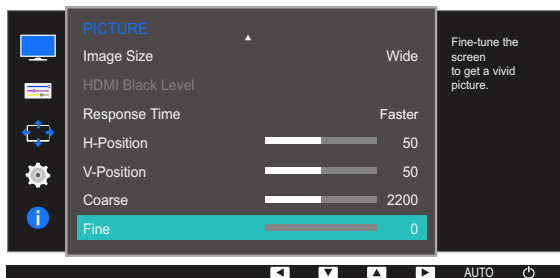 PICTURE
Image Size Wide
HDMI Black Level
Response Time Faster
H-Position 50
V-Position 50
Coarse 2200
Fine 0
Fine-tune the
screen
to get a vivid
picture.
AUTO